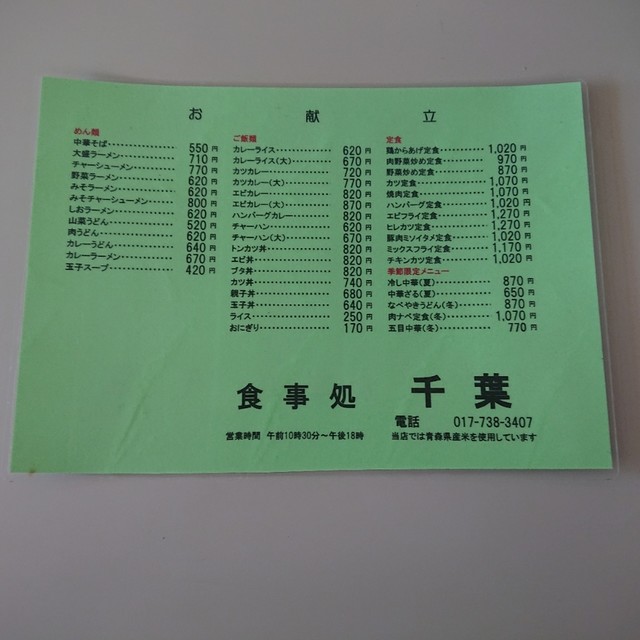 お献立
めん類
中華そば 550円
大盛ラーメン 710円
チャーシューメン 770円
野菜ラーメン 620円
みそラーメン 620円
みそチャーシューメン 800円
しおラーメン 620円
山菜うどん 520円
肉うどん 620円
カレーうどん 640円
カレーラーメン 670円
玉子スープ 420円
ご飯類
カレーライス 620円
カレーライス(大) 670円
カツカレー 720円
カツカレー(大) 770円
エビカレー 820円
エビカレー(大) 870円
ハンバーグカレー 820円
チャーハン 620円
チャーハン(大) 670円
トンカツ丼 820円
エビ丼 820円
ブタ丼 820円
カツ丼 740円
親子丼 680円
玉子丼 640円
ライス 250円
おにぎり 170円
定食
鶏からあげ定食 1,020円
肉野菜炒め定食 970円
野菜炒め定食 870円
カツ定食 1,070円
焼肉定食 1,070円
ハンバーグ定食 1,020円
エビフライ定食 1,270円
ヒレカツ定食 1,270円
豚肉ミソイタメ定食 1,020円
ミックスフライ定食 1,170円
チキンカツ定食 1,020円
季節限定メニュー
冷し中華(夏) 870円
中華ざる(夏) 650円
なべやきうどん(冬) 870円
肉ナベ定食(冬) 1,070円
五目中華(冬) 770円
食事処 千葉
電話 017-738-3407
営業時間 午前10時30分～午後18時 当店では青森県産米を使用しています